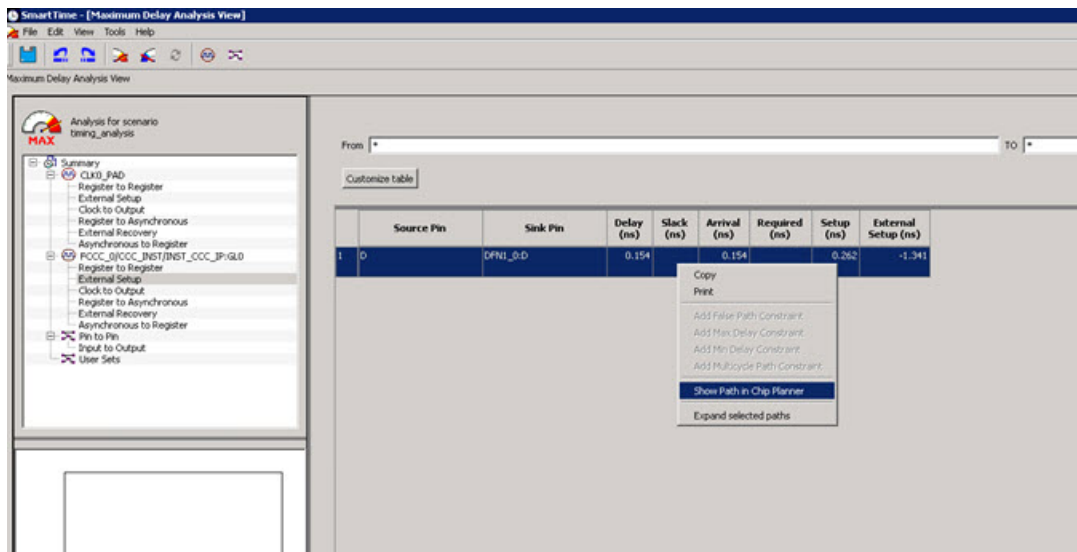 SmartTime - [Maximum Delay Analysis View]
File Edit View Tools Help
Maximum Delay Analysis View
MAX
Analysis for scenario
timing_analysis
Summary
CLK0_PAD
Register to Register
External Setup
Clock to Output
Register to Asynchronous
External Recovery
Asynchronous to Register
FCCC_0/CCC_INST/INST_CCC_IP:GL0
Register to Register
External Setup
Clock to Output
Register to Asynchronous
External Recovery
Asynchronous to Register
Pin to Pin
Input to Output
User Sets
From * TO *
Customize table
Source Pin Sink Pin Delay (ns) Slack (ns) Arrival (ns) Required (ns) Setup (ns) External Setup (ns)
1 D DFN1_0:D 0.154 0.154 0.262 -1.341
Copy
Print
Add False Path Constraint
Add Max Delay Constraint
Add Min Delay Constraint
Add Multicycle Path Constraint
Show Path in Chip Planner
Expand selected paths